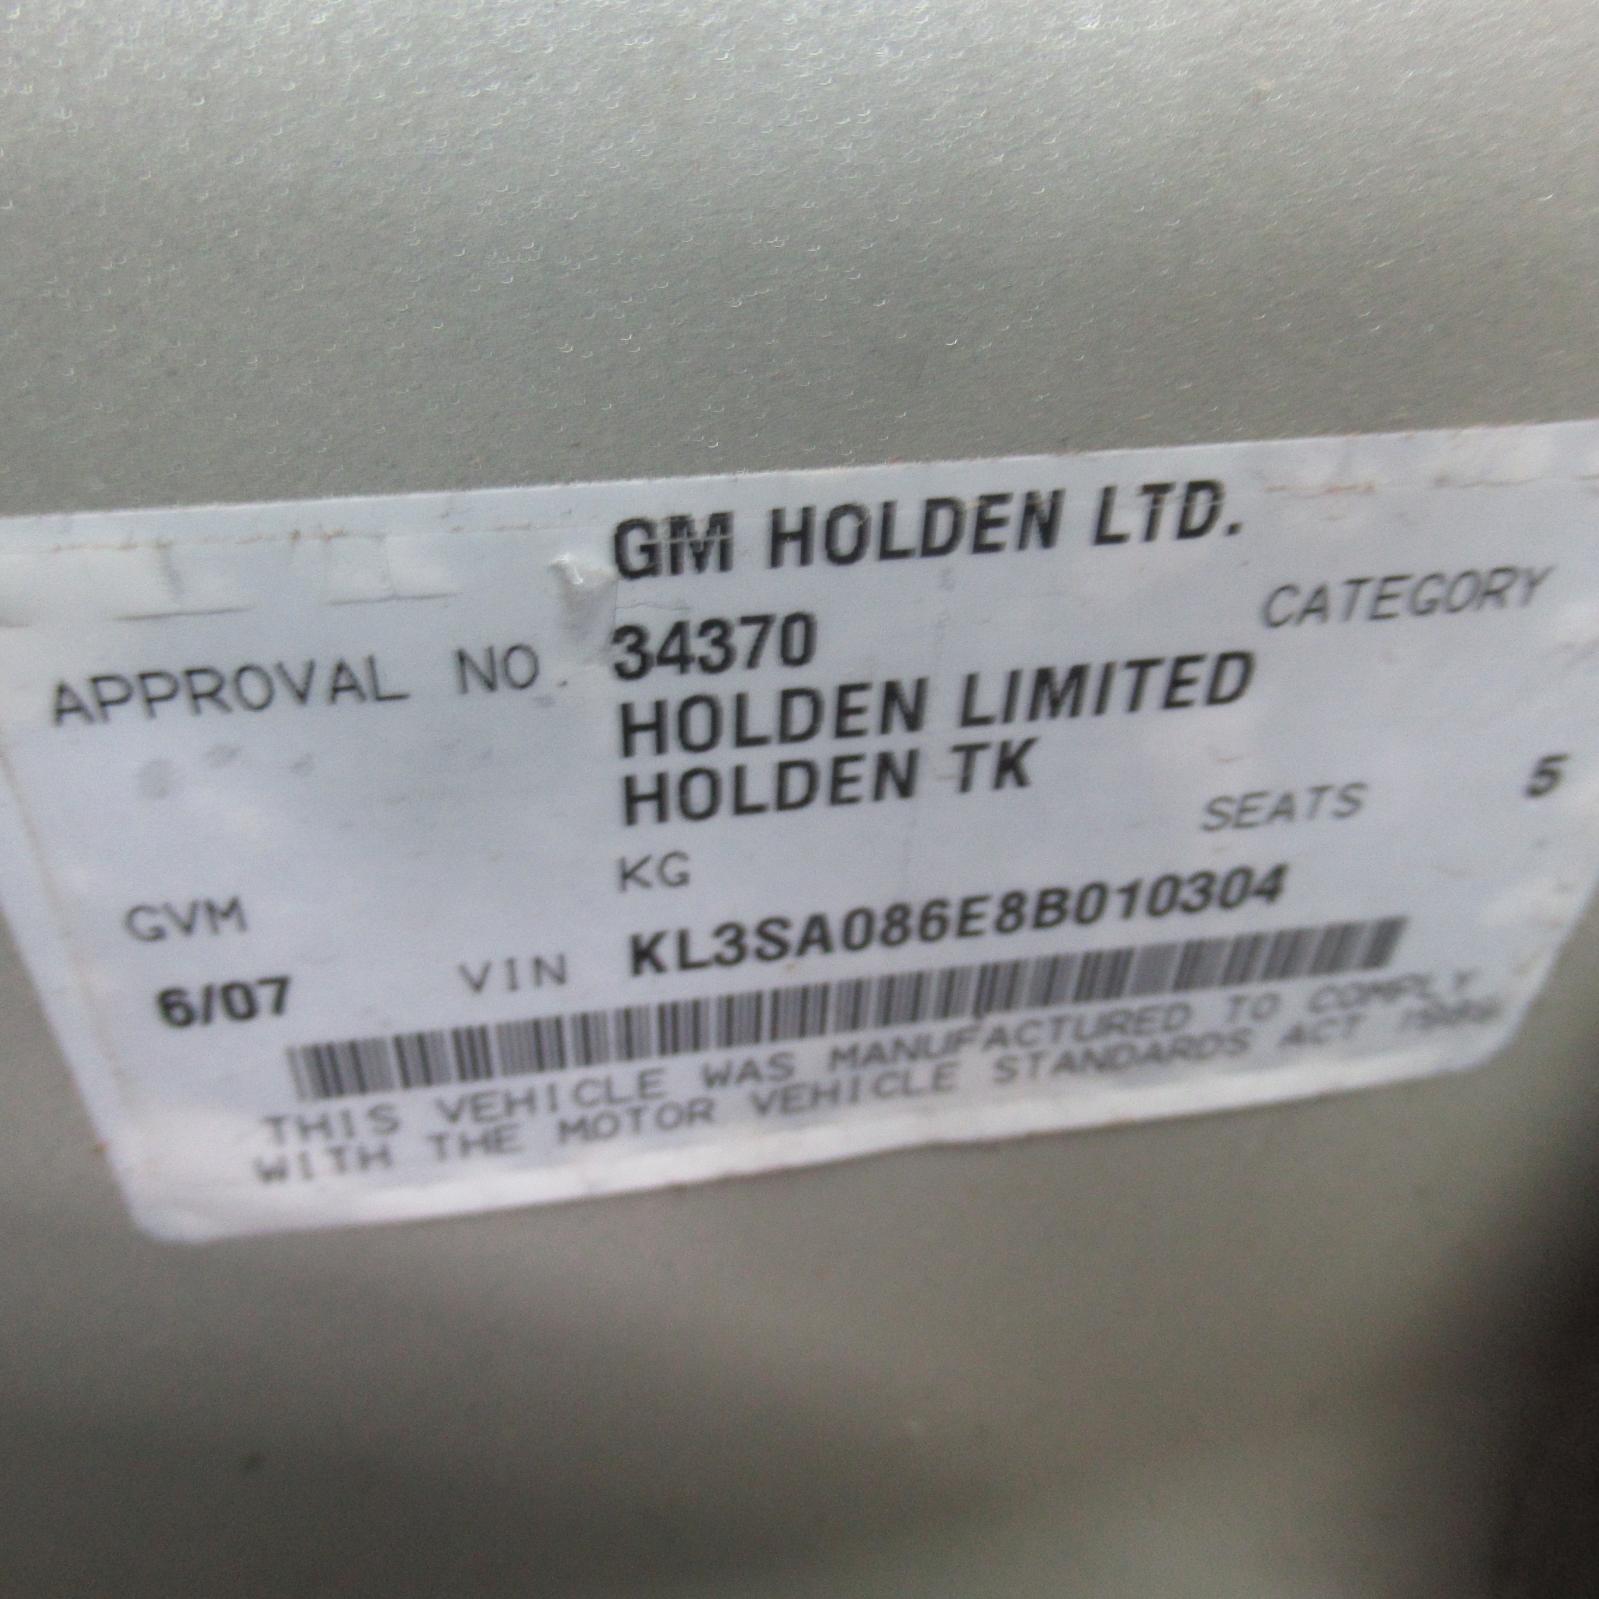 GM HOLDEN LTD.
APPROVAL NO. 34370 CATEGORY
HOLDEN LIMITED
HOLDEN TK
SEATS 5
GVM KG
6/07 VIN KL3SA086E8B010304
THIS VEHICLE WAS MANUFACTURED TO COMPLY
WITH THE MOTOR VEHICLE STANDARDS ACT 1989